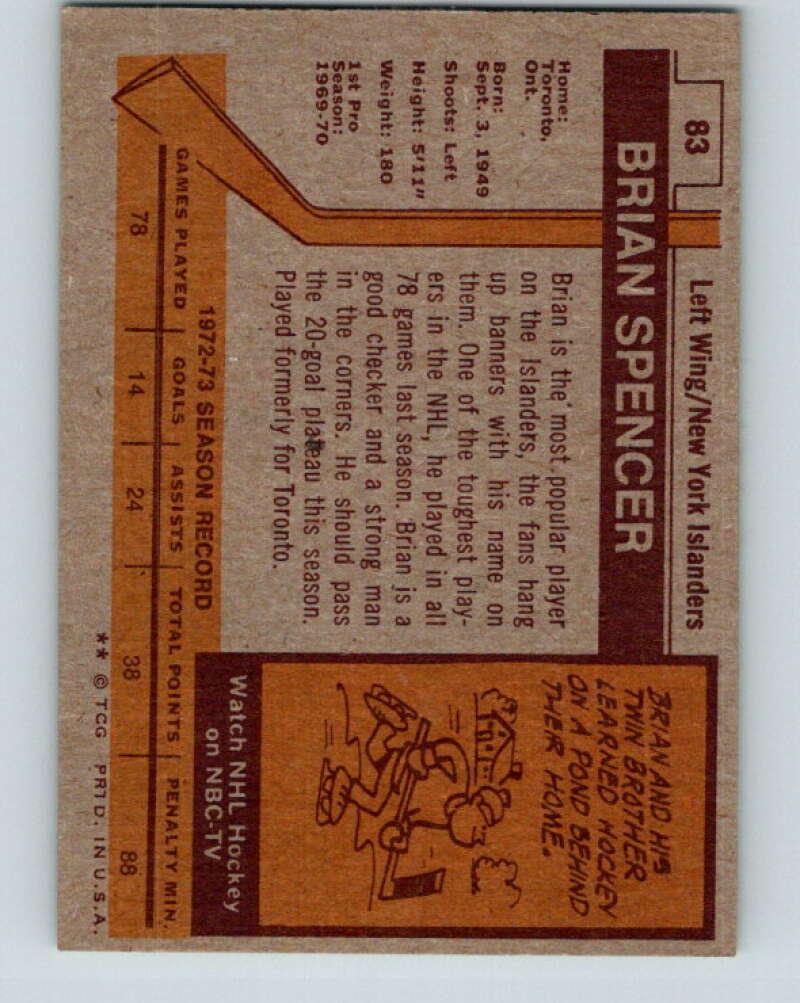 83
Left Wing/New York Islanders
BRIAN SPENCER
Home:
Toronto,
Ont.
Born:
Sept. 3, 1949
Shoots: Left
Height: 5'11"
Weight: 180
1st Pro
Season:
1969-70
Brian is the most popular player
on the Islanders, the fans hang
up banners with his name on
them. One of the toughest play-
ers in the NHL, he played in all
78 games last season. Brian is a
good checker and a strong man
in the corners. He should pass
the 20-goal plateau this season.
Played formerly for Toronto.
BRIAN AND HIS
TWIN BROTHER
LEARNED HOCKEY
ON A POND BEHIND
THEIR HOME.
Watch NHL Hockey
on NBC-TV
1972-73 SEASON RECORD
GAMES PLAYED | GOALS | ASSISTS | TOTAL POINTS | PENALTY MIN.
78 14 24 38 88
** © TCG PRTD. IN U.S.A.